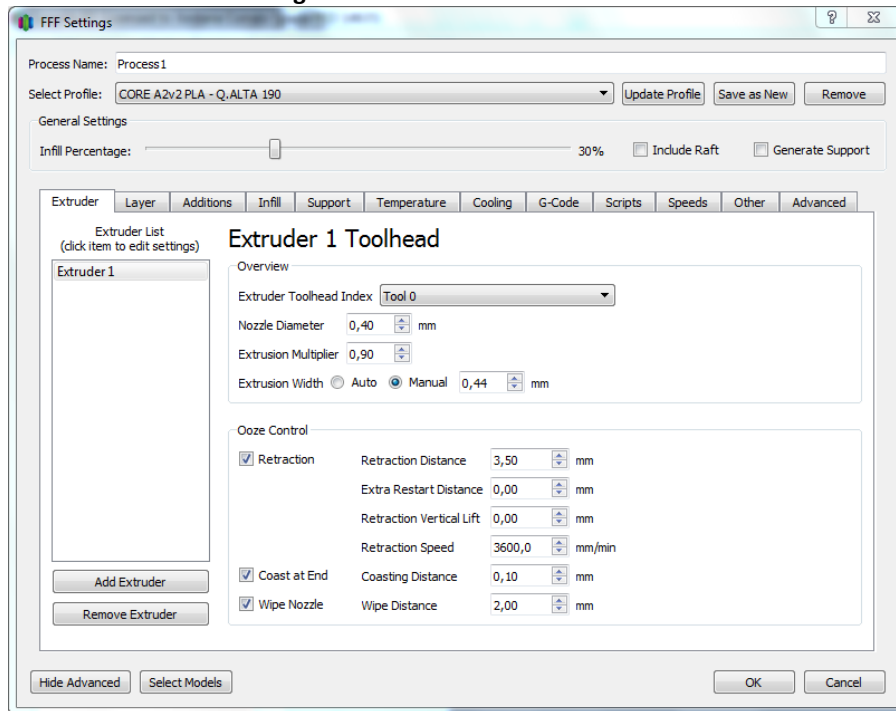 FFF Settings
Process Name: Process1
Select Profile: CORE A2v2 PLA - Q.ALTA 190 Update Profile Save as New Remove
General Settings
Infill Percentage: 30% Include Raft Generate Support
Extruder Layer Additions Infill Support Temperature Cooling G-Code Scripts Speeds Other Advanced
Extruder List
(click item to edit settings)
Extruder 1
Add Extruder
Remove Extruder
Extruder 1 Toolhead
Overview
Extruder Toolhead Index Tool 0
Nozzle Diameter 0,40 mm
Extrusion Multiplier 0,90
Extrusion Width Auto Manual 0,44 mm
Ooze Control
Retraction Retraction Distance 3,50 mm
Extra Restart Distance 0,00 mm
Retraction Vertical Lift 0,00 mm
Retraction Speed 3600,0 mm/min
Coast at End Coasting Distance 0,10 mm
Wipe Nozzle Wipe Distance 2,00 mm
Hide Advanced Select Models OK Cancel